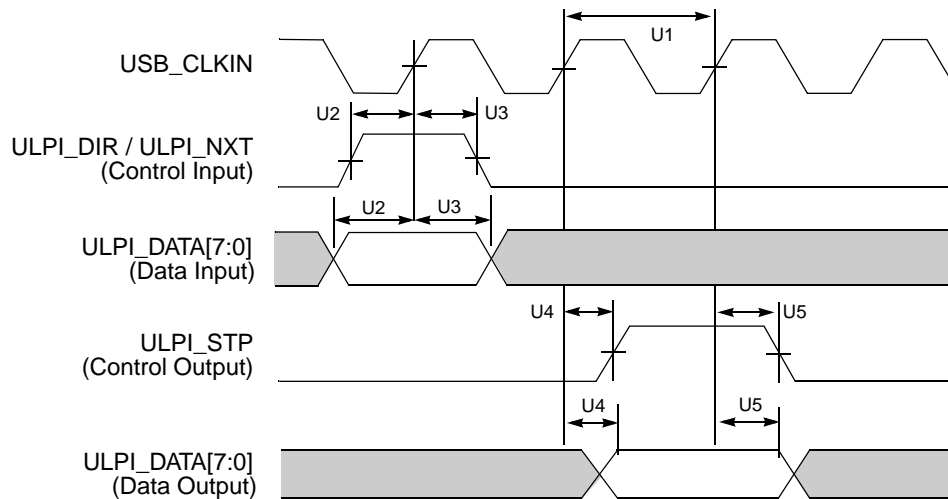 U1
USB_CLKIN
U2
U3
ULPI_DIR / ULPI_NXT
(Control Input)
U2
U3
ULPI_DATA[7:0]
(Data Input)
U4
U5
ULPI_STP
(Control Output)
U4
U5
ULPI_DATA[7:0]
(Data Output)